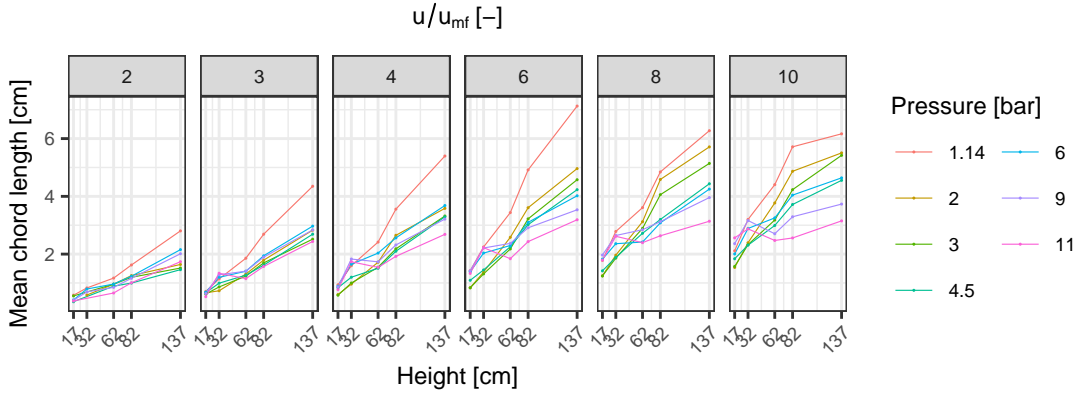 u/umf [−]
2 3 4 6 8 10
Mean chord length [cm]
6
4
2
17 32 62 82 137 17 32 62 82 137 17 32 62 82 137 17 32 62 82 137 17 32 62 82 137 17 32 62 82 137
Height [cm]
Pressure [bar]
1.14 6
2 9
3 11
4.5